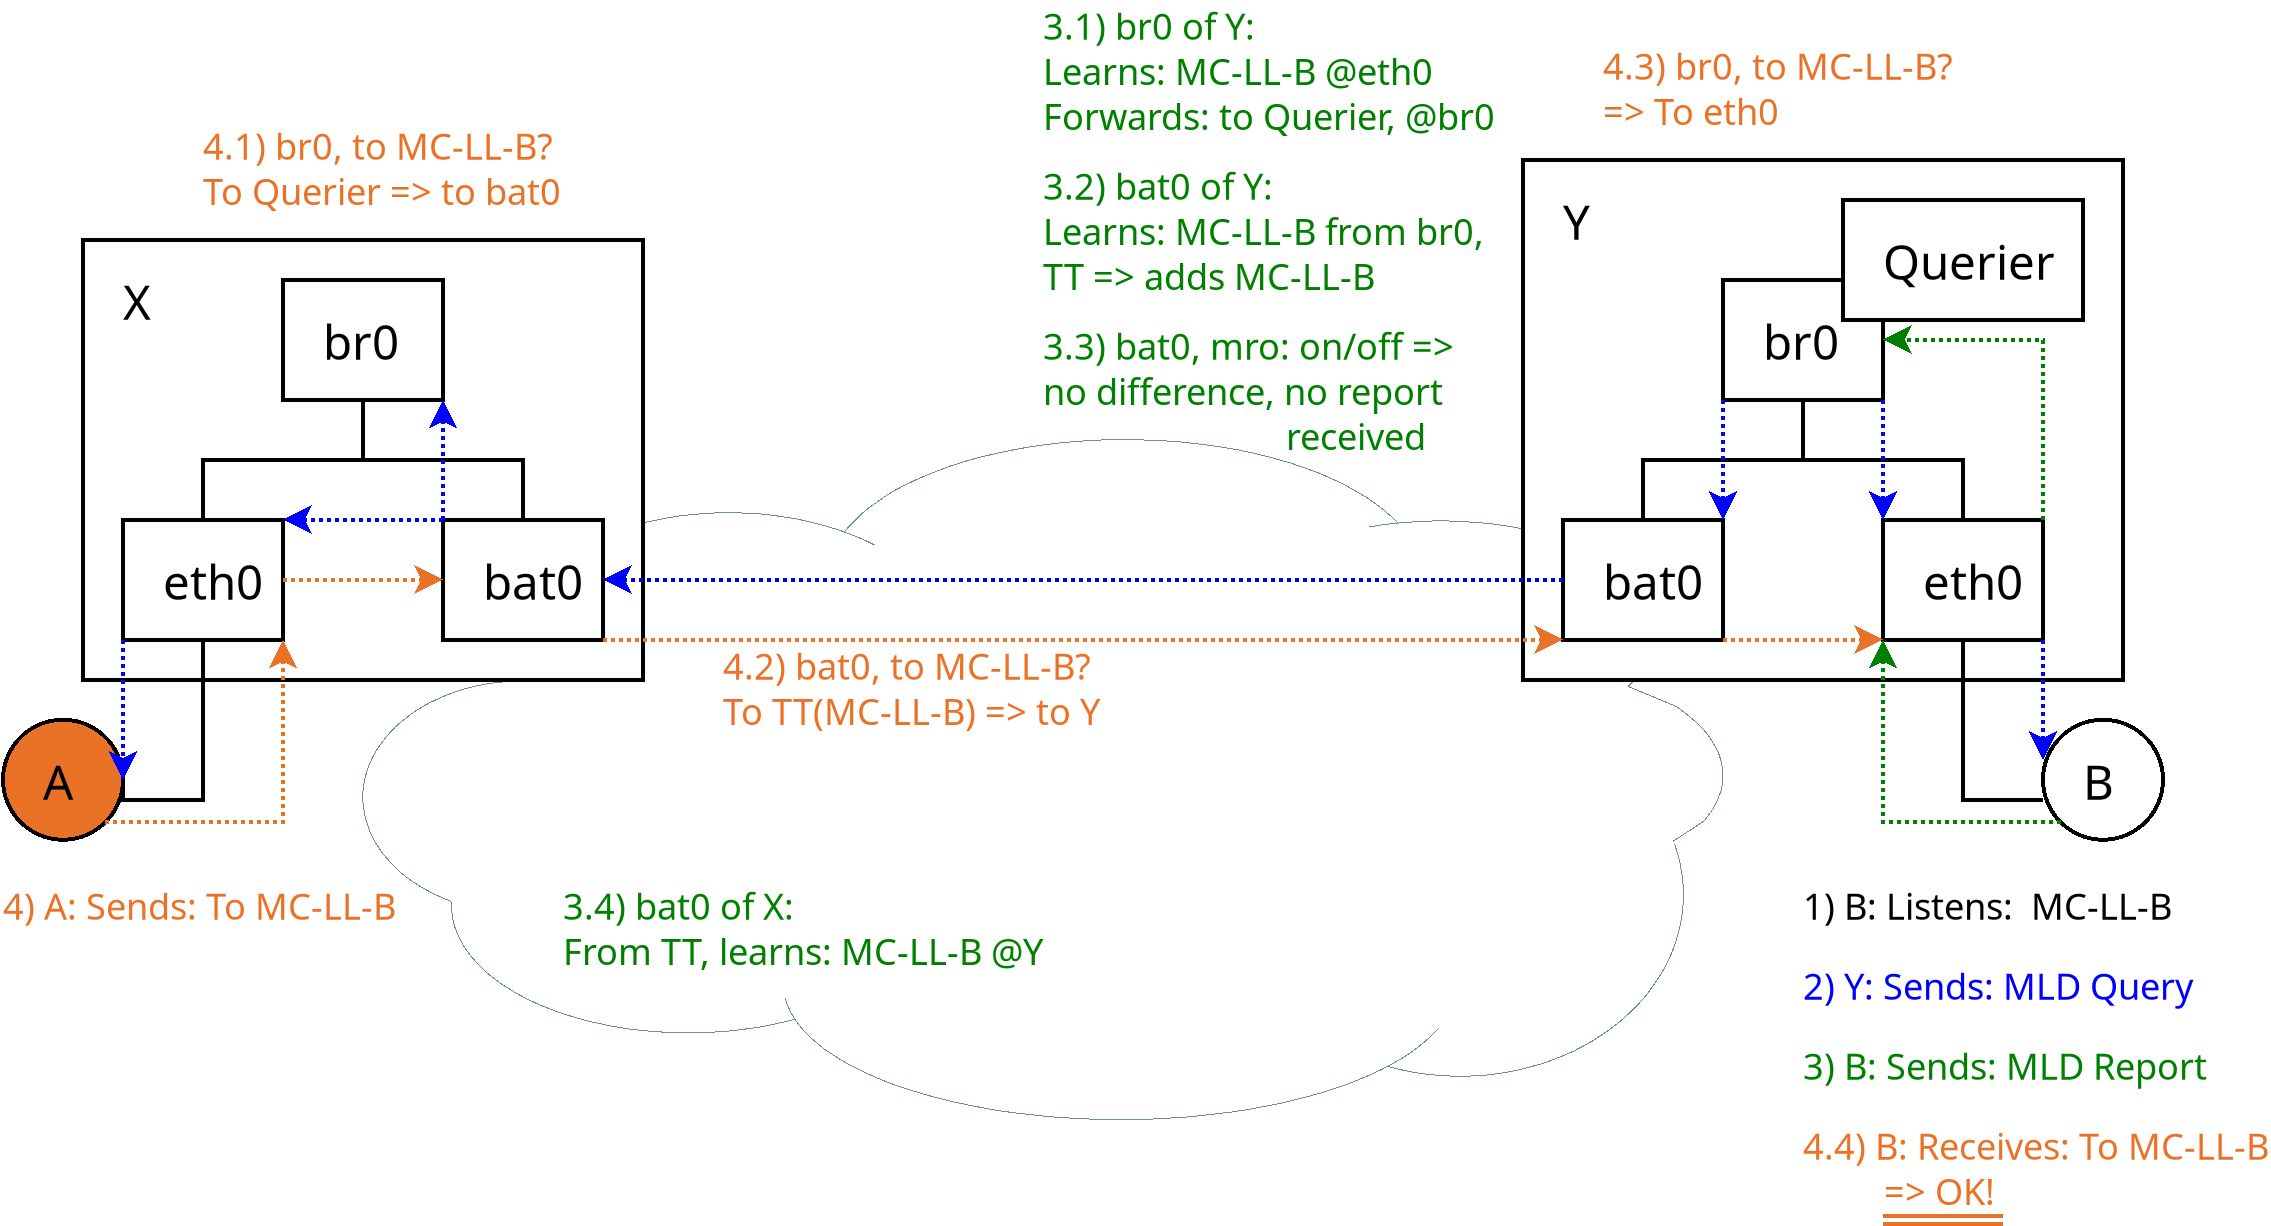 3.1) br0 of Y:
Learns: MC-LL-B @eth0
Forwards: to Querier, @br0
4.3) br0, to MC-LL-B?
=> To eth0
4.1) br0, to MC-LL-B?
To Querier => to bat0
3.2) bat0 of Y:
Learns: MC-LL-B from br0,
TT => adds MC-LL-B
3.3) bat0, mro: on/off =>
no difference, no report
received
X
br0
eth0
bat0
Y
Querier
br0
bat0
eth0
4.2) bat0, to MC-LL-B?
To TT(MC-LL-B) => to Y
A
B
4) A: Sends: To MC-LL-B
3.4) bat0 of X:
From TT, learns: MC-LL-B @Y
1) B: Listens:  MC-LL-B
2) Y: Sends: MLD Query
3) B: Sends: MLD Report
4.4) B: Receives: To MC-LL-B
=> OK!